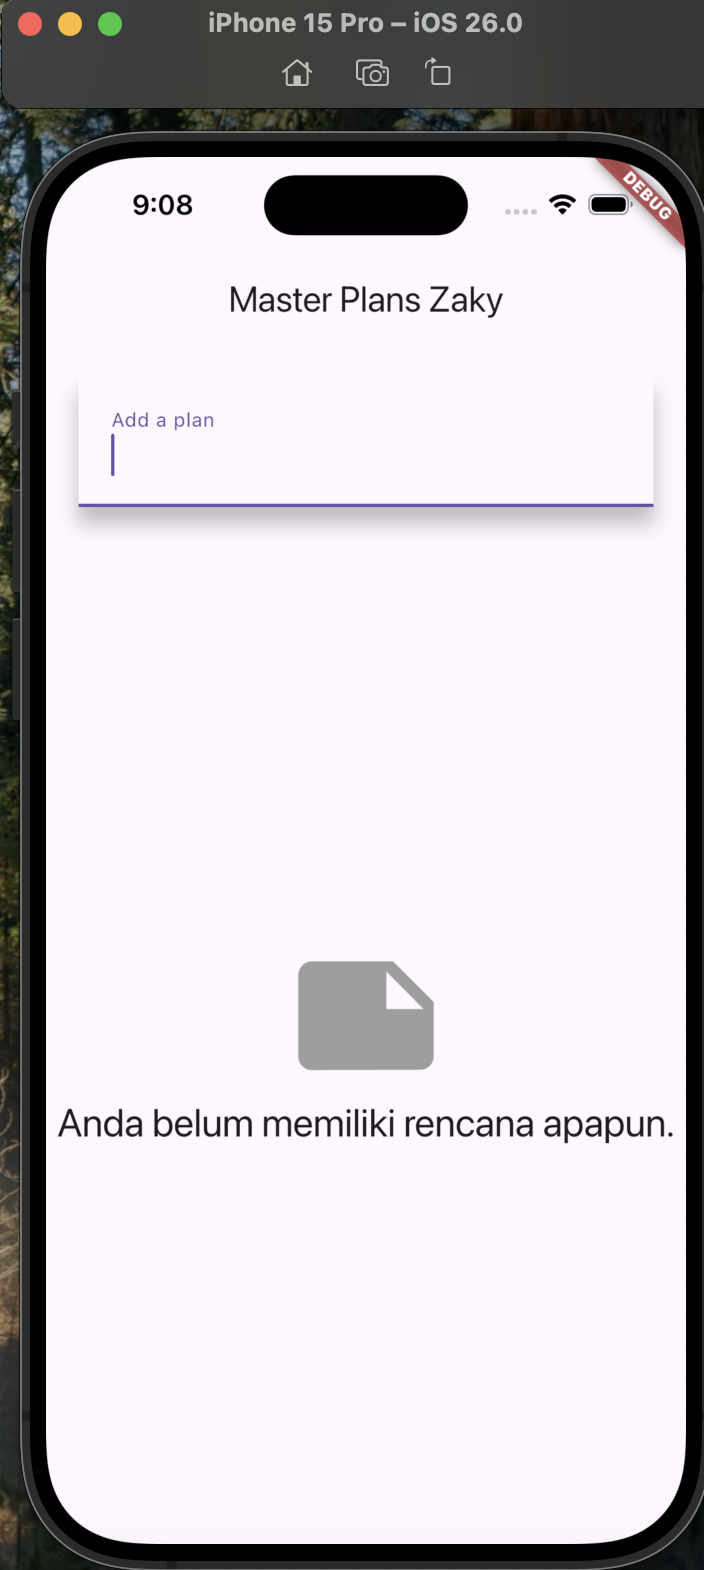 iPhone 15 Pro – iOS 26.0
9:08
DEBUG
Master Plans Zaky
Add a plan
Anda belum memiliki rencana apapun.